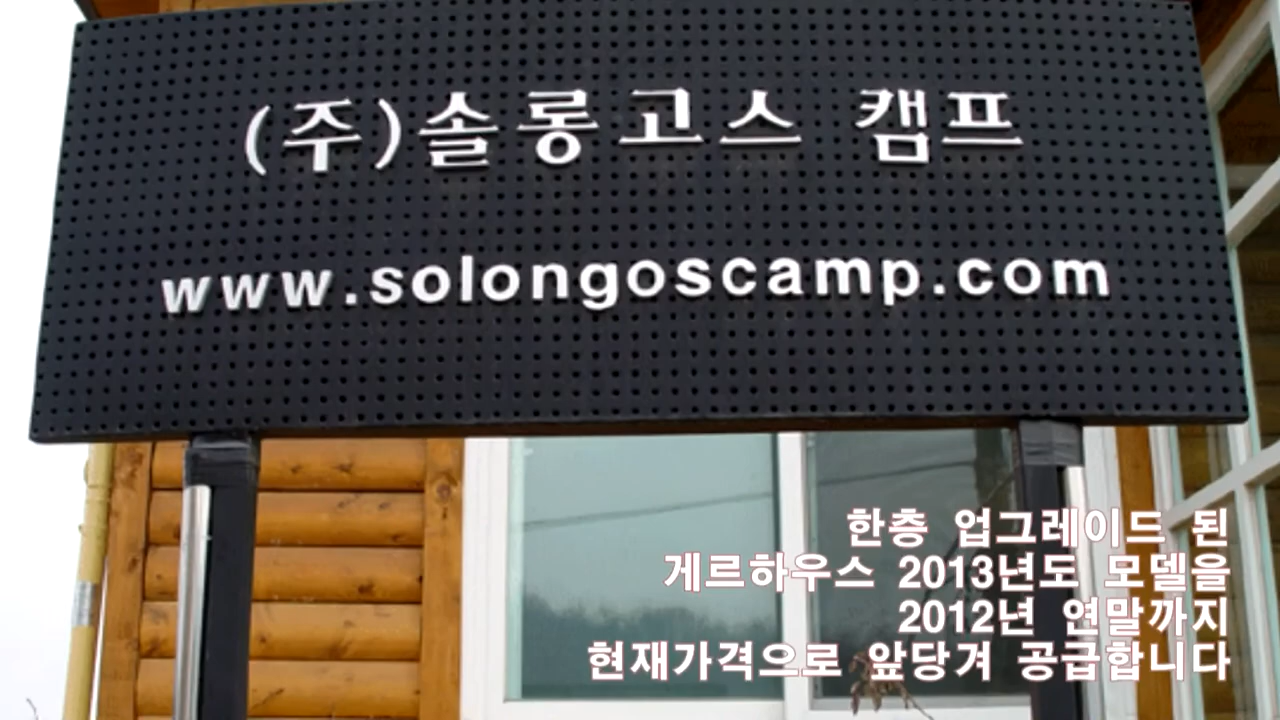 (주)솔롱고스 캠프
www.solongoscamp.com
한층 업그레이드 된
게르하우스 2013년도 모델을
2012년 연말까지
현재가격으로 앞당겨 공급합니다